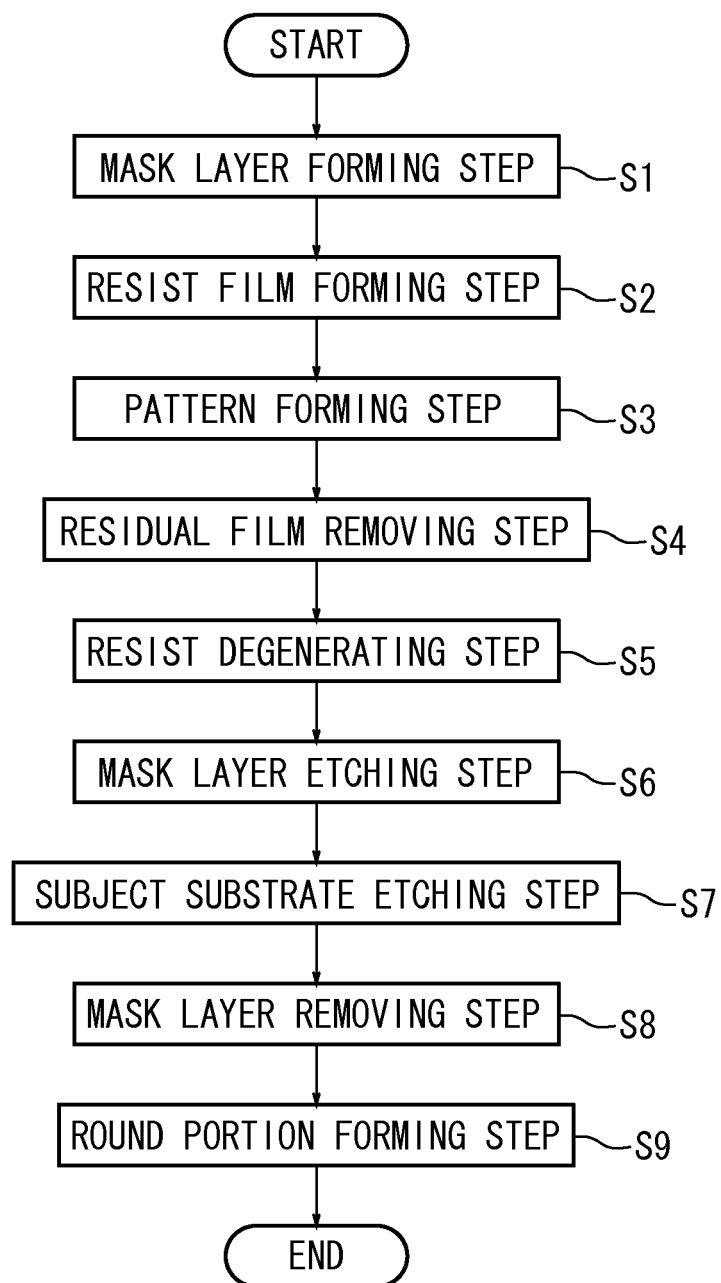 START
MASK LAYER FORMING STEP S1
RESIST FILM FORMING STEP S2
PATTERN FORMING STEP S3
RESIDUAL FILM REMOVING STEP S4
RESIST DEGENERATING STEP S5
MASK LAYER ETCHING STEP S6
SUBJECT SUBSTRATE ETCHING STEP S7
MASK LAYER REMOVING STEP S8
ROUND PORTION FORMING STEP S9
END